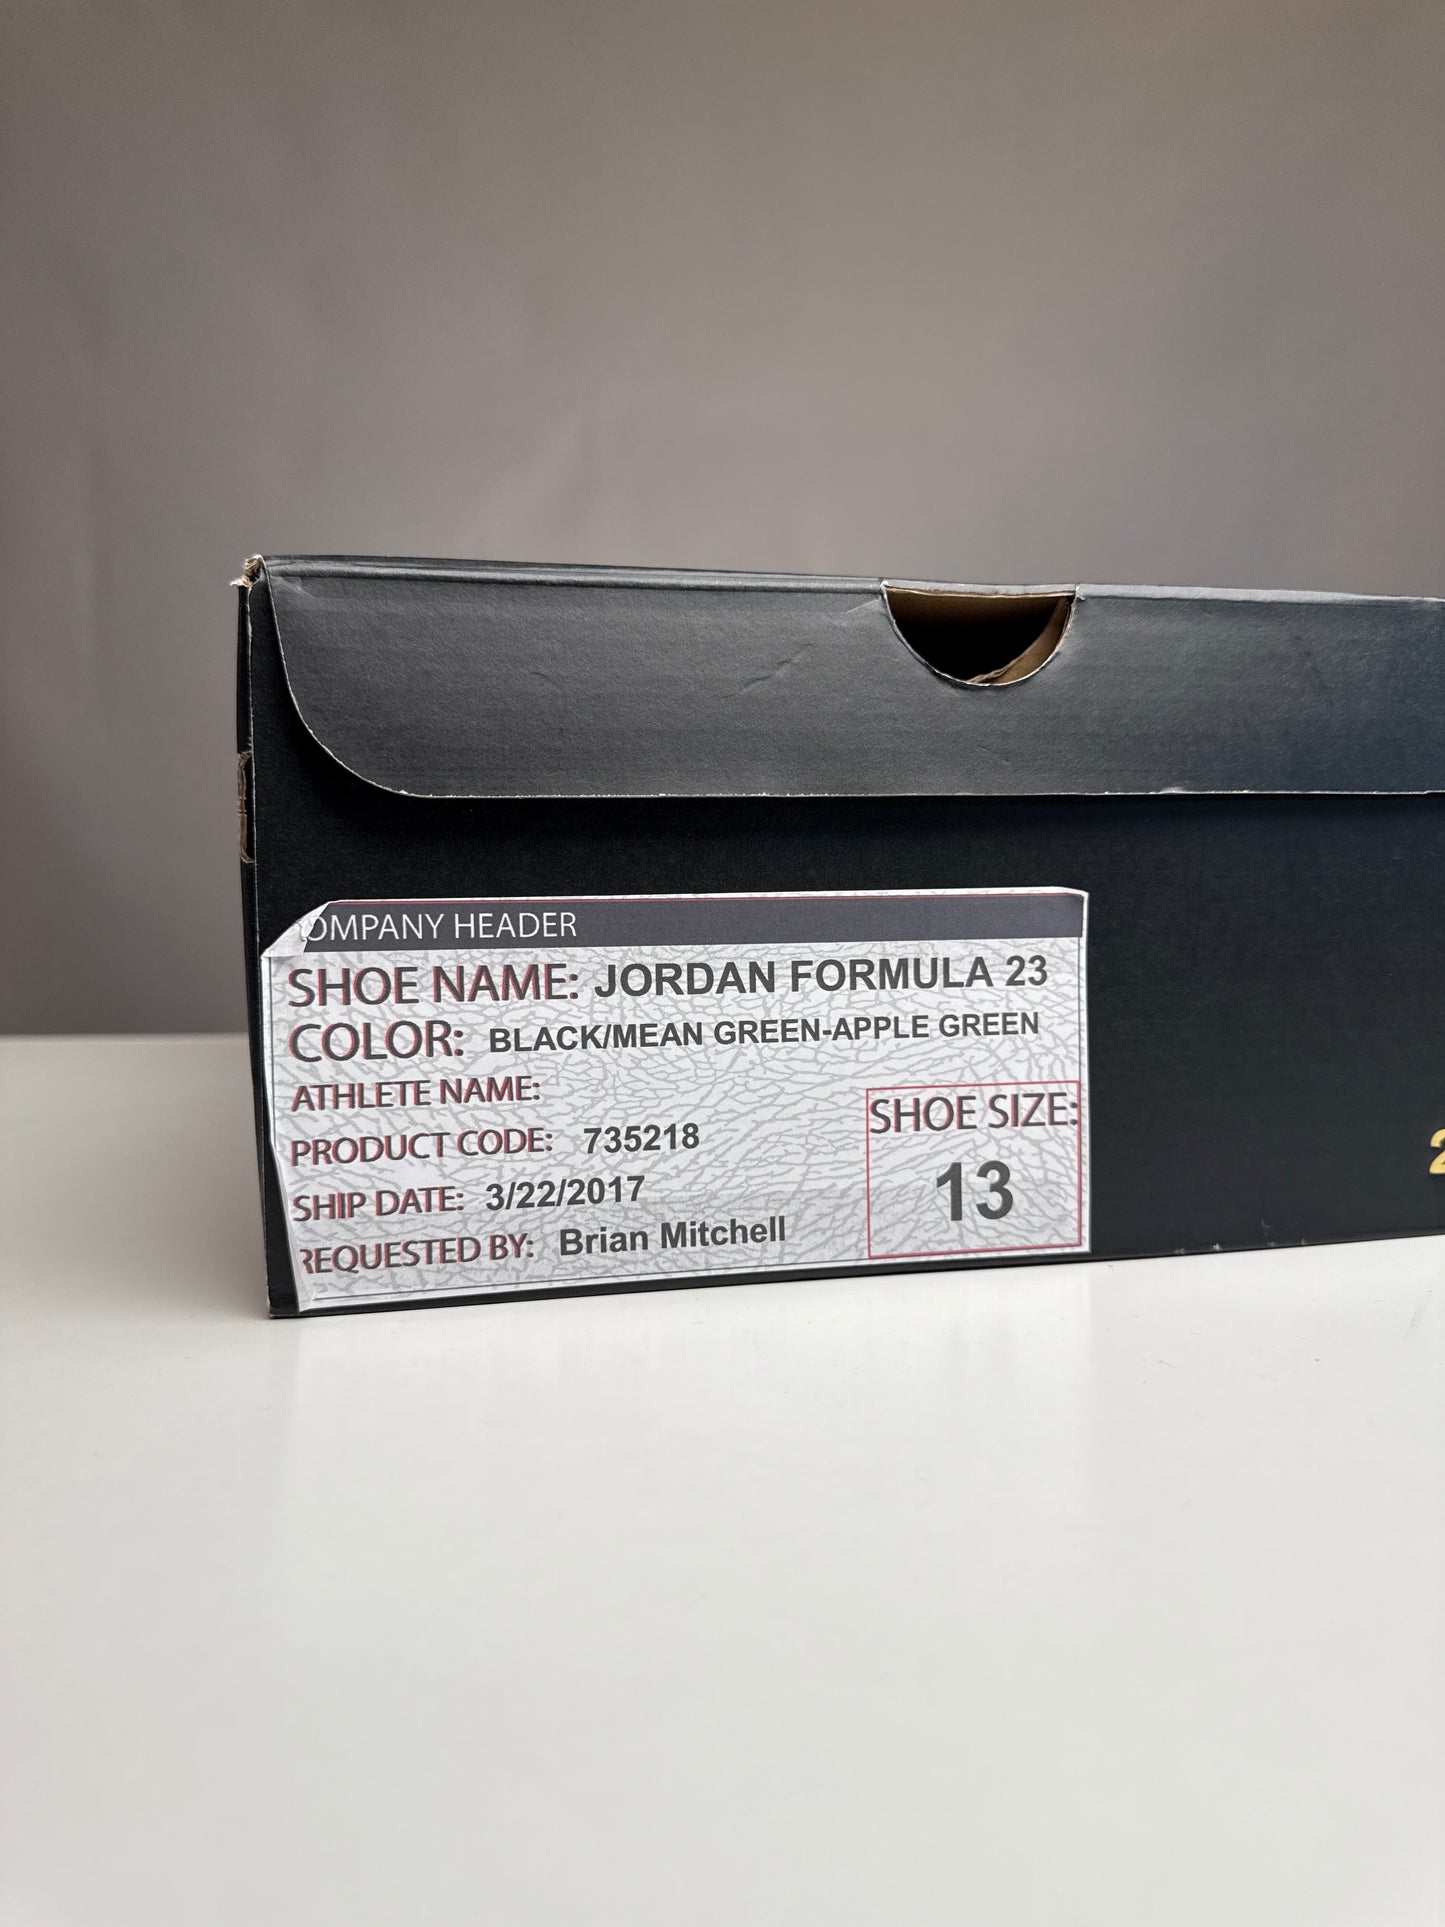 OMPANY HEADER
SHOE NAME: JORDAN FORMULA 23
COLOR: BLACK/MEAN GREEN-APPLE GREEN
ATHLETE NAME:
PRODUCT CODE: 735218
SHIP DATE: 3/22/2017
REQUESTED BY: Brian Mitchell
SHOE SIZE:
13
2